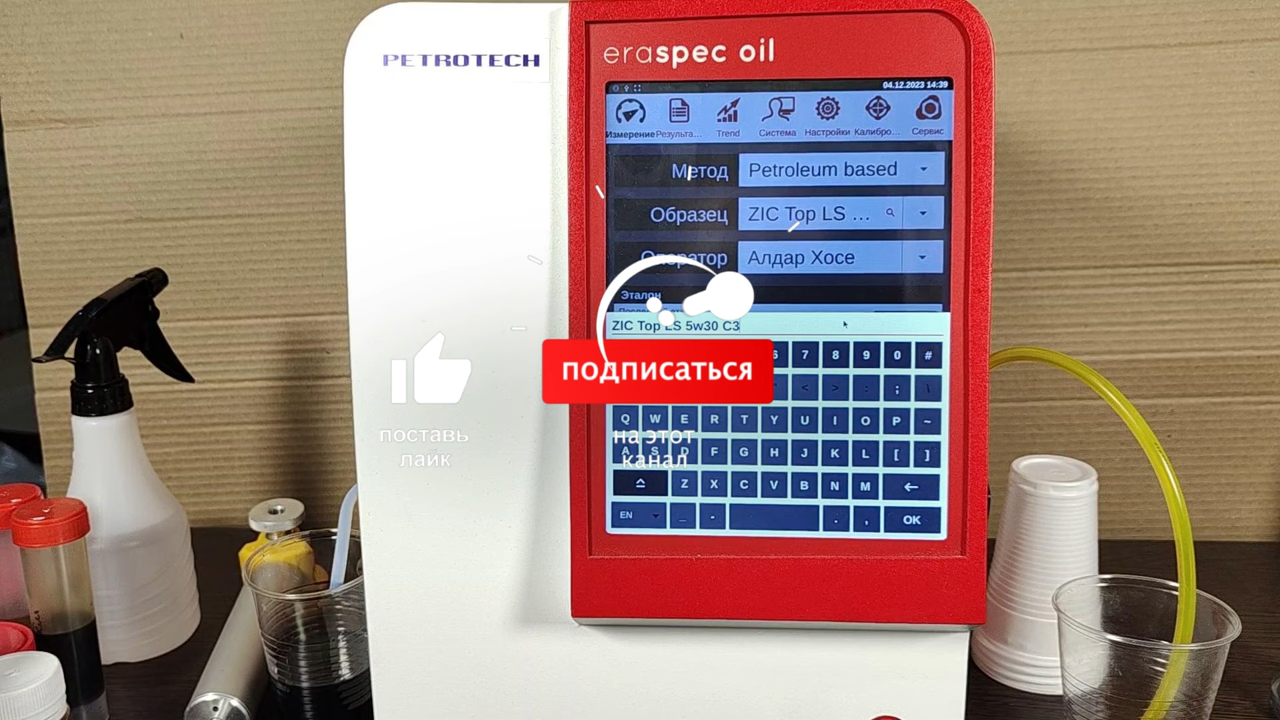 PETROTECH
eraspec oil
04.12.2023 14:39
Измерение Результа... Trend Система Настройки Калибро... Сервис
Метод Petroleum based
Образец ZIC Top LS ...
Оператор Алдар Хосе
Эталон
ZIC Top LS 5w30 C3
6 7 8 9 0 #
подписаться
< > : ; \
Q W E R T Y U I O P ~
поставь
лайк
на этот
канал
A S D F G H J K L [ ]
Z X C V B N M ←
EN _ - . , OK